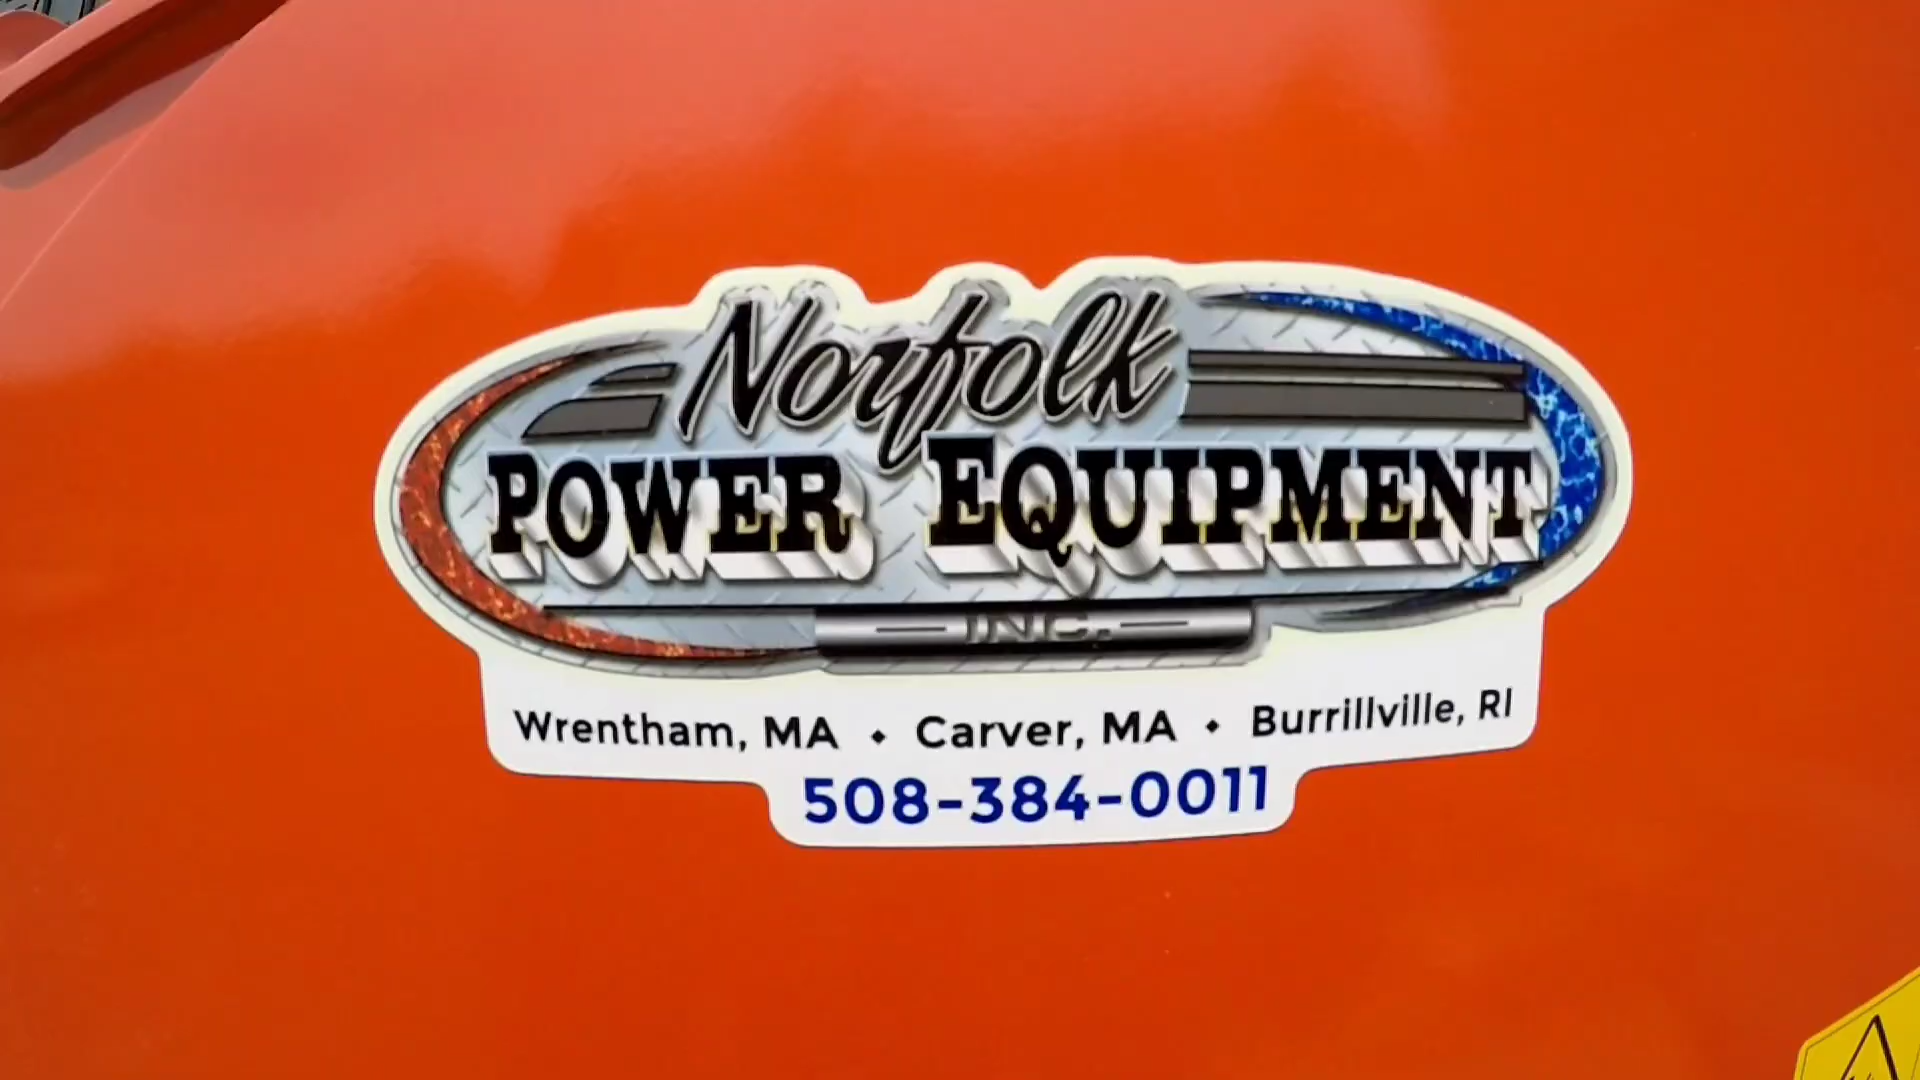 Norfolk
POWER EQUIPMENT
INC.
Wrentham, MA • Carver, MA • Burrillville, RI
508-384-0011